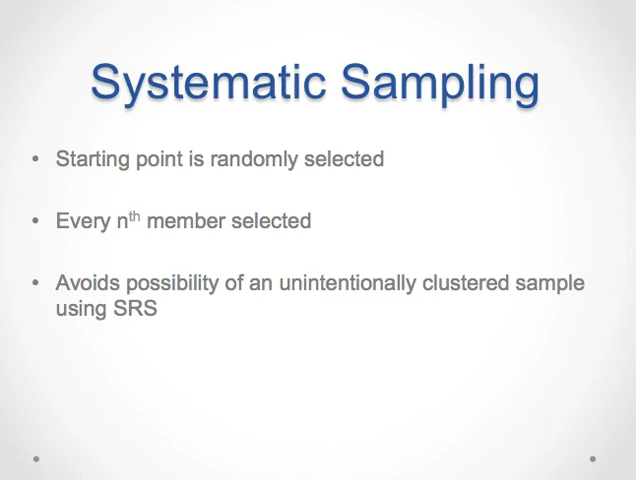 Systematic Sampling
• Starting point is randomly selected
• Every nth member selected
• Avoids possibility of an unintentionally clustered sample
using SRS